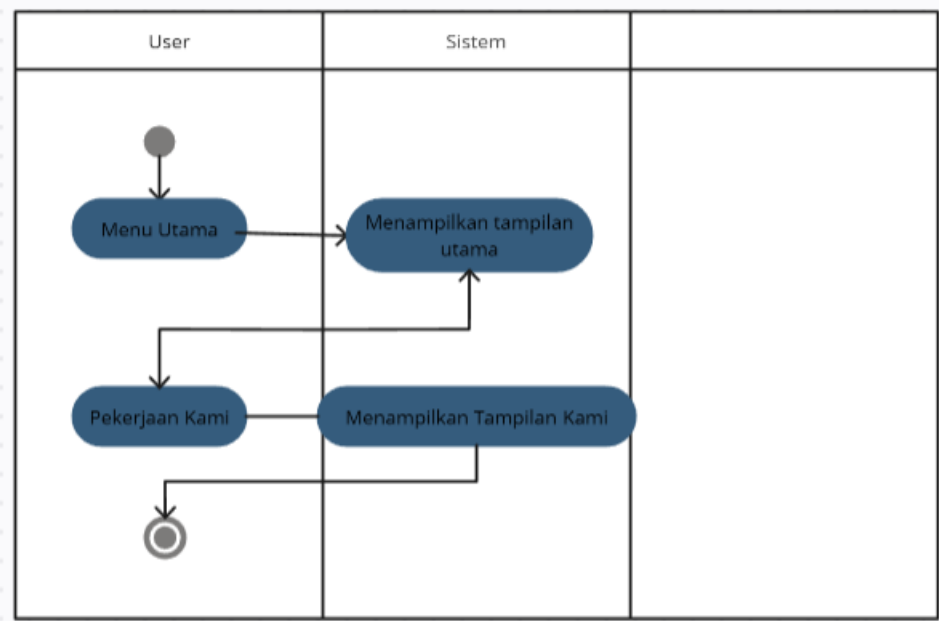 User
Sistem
Menu Utama
Menampilkan tampilan
utama
Pekerjaan Kami
Menampilkan Tampilan Kami